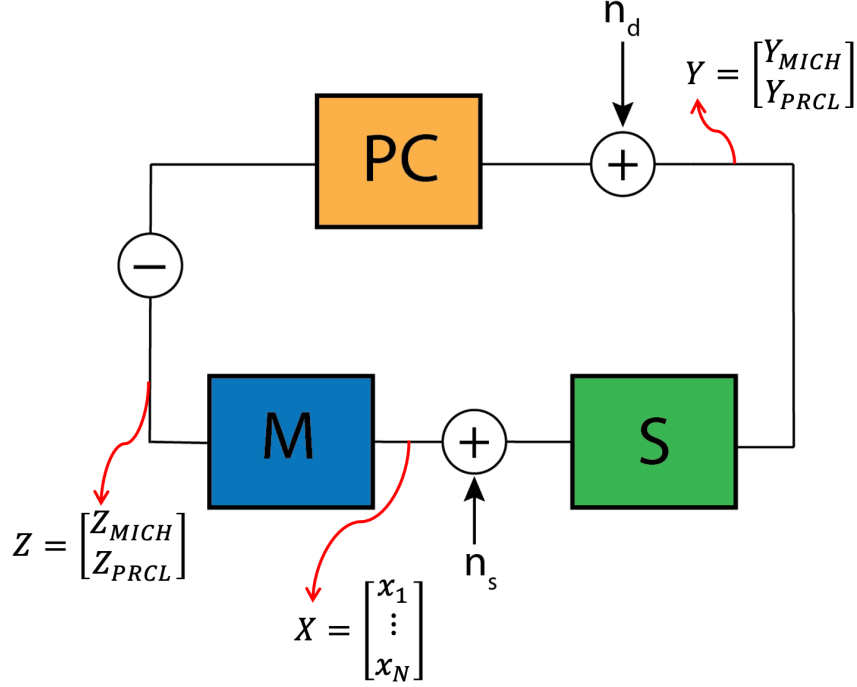 n_d
Y = [Y_MICH
Y_PRCL]
PC
+
−
M
+
S
Z = [Z_MICH
Z_PRCL]
n_s
X = [x_1
⋮
x_N]